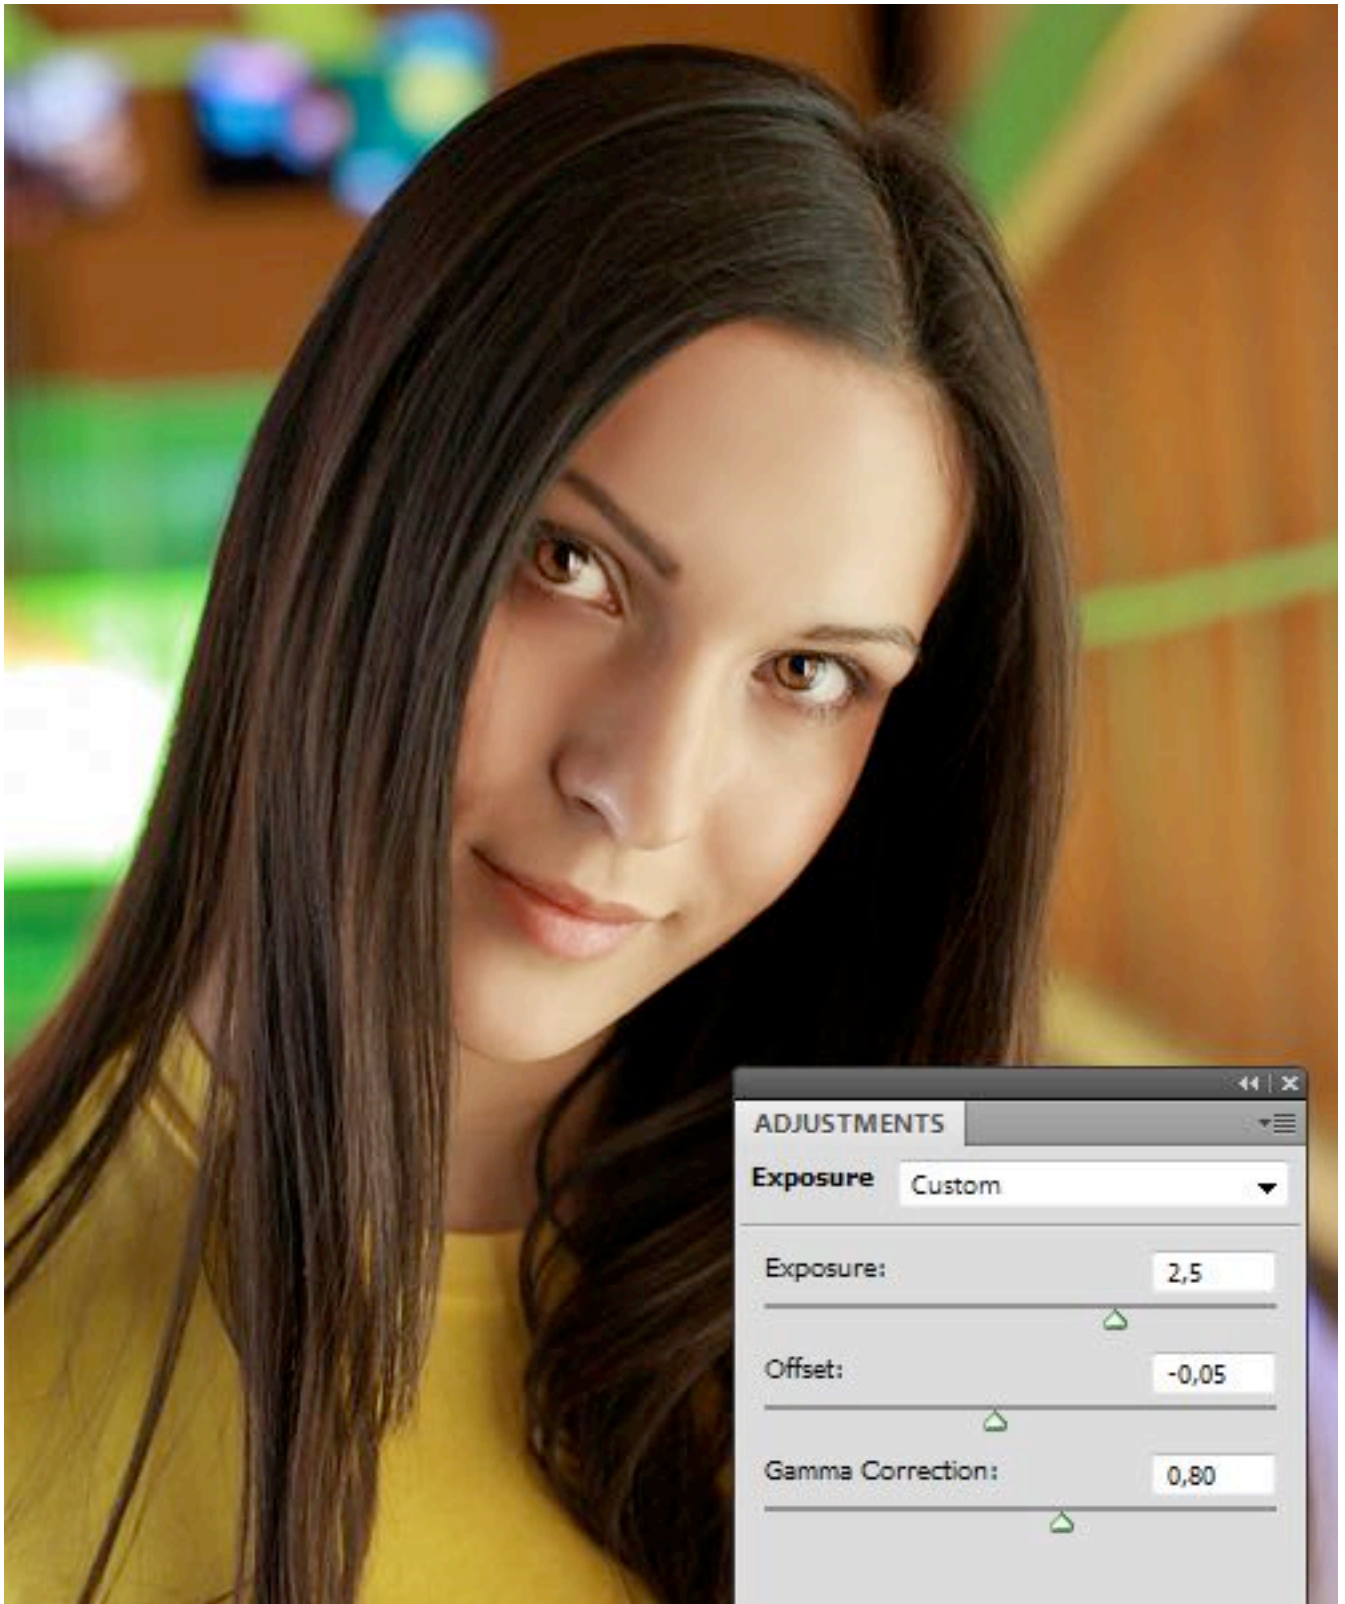 ADJUSTMENTS
Exposure Custom
Exposure: 2,5
Offset: -0,05
Gamma Correction: 0,80